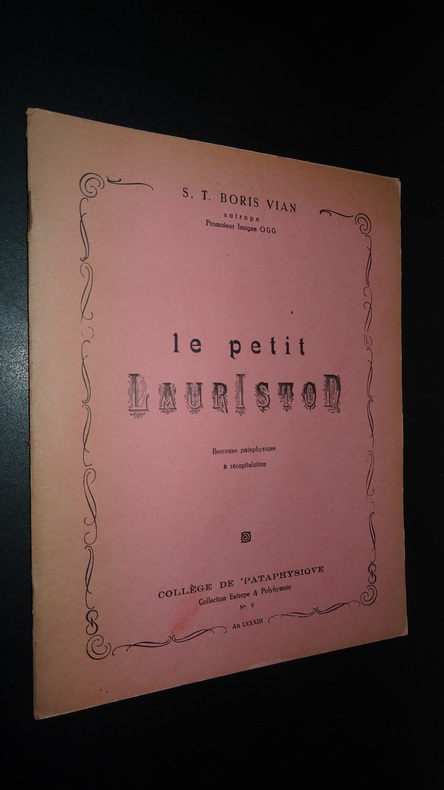 S. T. BORIS VIAN
satrape
Promoteur Insigne OGG
le petit
LAURISTON
Berceuse pataphysique
à récapitulation
COLLÈGE DE 'PATAPHYSIQVE
Collection Euterpe & Polyhymnie
No V
An LXXXIII